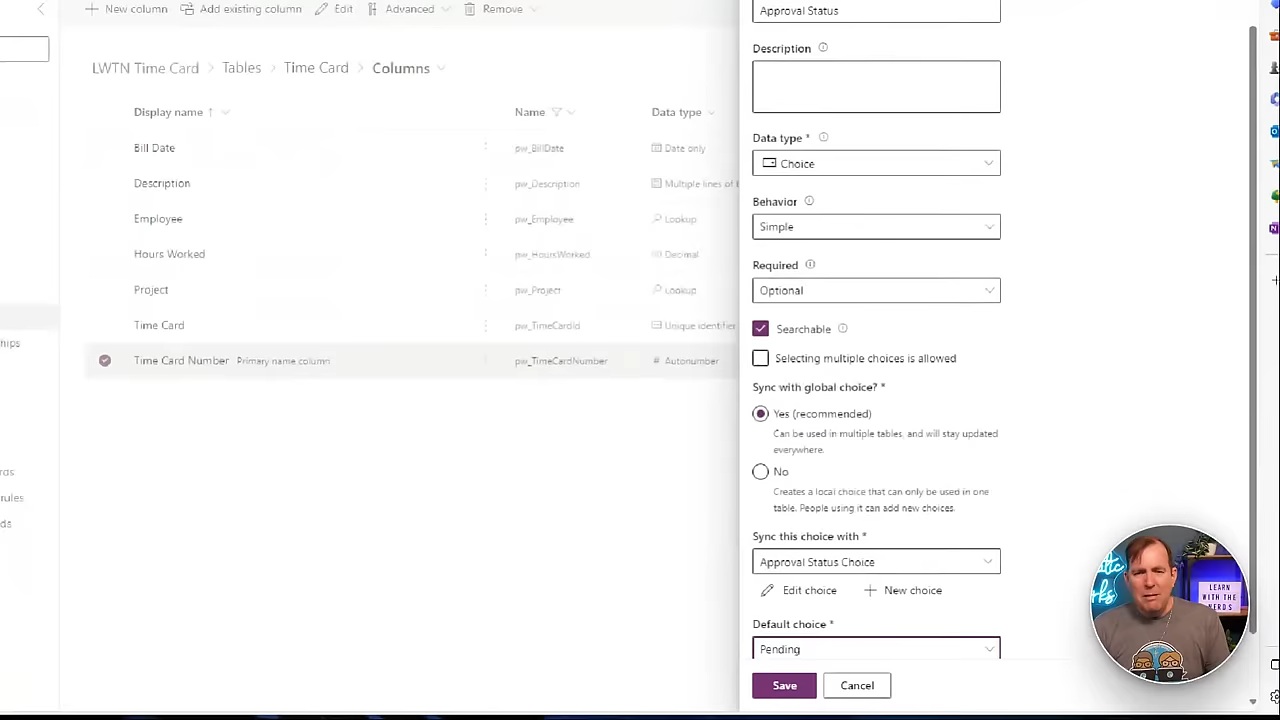 New column
Add existing column
Edit
Advanced
Remove
LWTN Time Card > Tables > Time Card > Columns
Display name ↑
Name
Data type
Bill Date
pw_BillDate
Date only
Description
pw_Description
Multiple lines of
Employee
pw_Employee
Lookup
Hours Worked
pw_HoursWorked
Decimal
Project
pw_Project
Lookup
Time Card
pw_TimeCardId
Unique identifier
Time Card Number Primary name column
pw_TimeCardNumber
# Autonumber
Approval Status
Description
Data type *
Choice
Behavior
Simple
Required
Optional
Searchable
Selecting multiple choices is allowed
Sync with global choice? *
Yes (recommended)
Can be used in multiple tables, and will stay updated
everywhere.
No
Creates a local choice that can only be used in one
table. People using it can add new choices.
Sync this choice with *
Approval Status Choice
Edit choice
New choice
Default choice *
Pending
Save
Cancel
rules
LEARN
WITH THE
NERDS